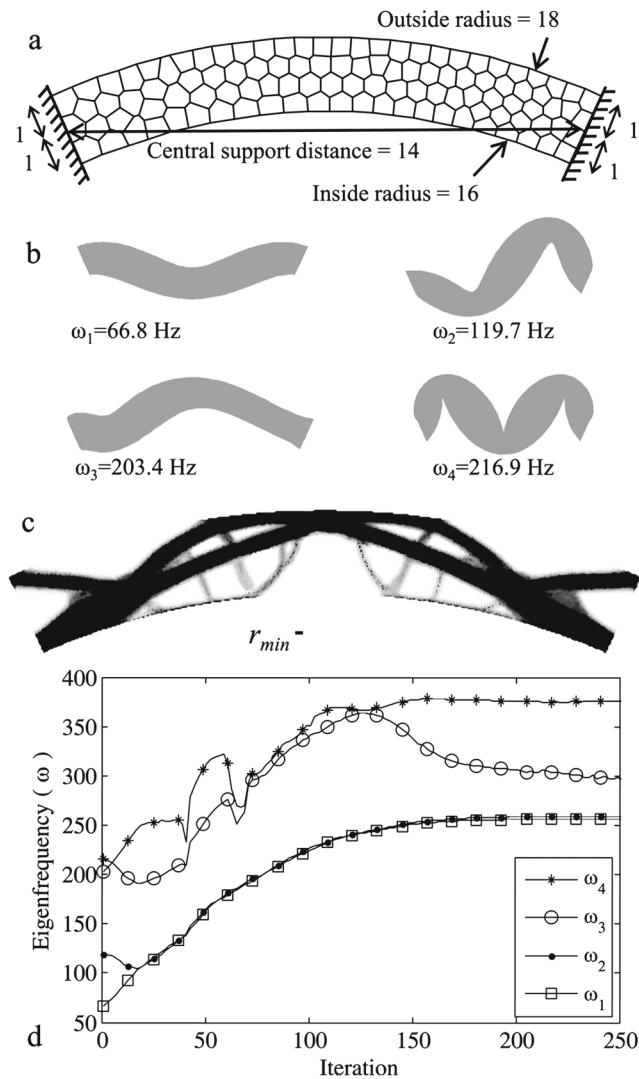 a
Outside radius = 18
1
1
Central support distance = 14
1
1
Inside radius = 16
b
ω1=66.8 Hz
ω2=119.7 Hz
ω3=203.4 Hz
ω4=216.9 Hz
c
rmin
400
350
300
250
200
150
100
50
Eigenfrequency ( ω )
ω4
ω3
ω2
ω1
0
50
100
150
200
250
d
Iteration